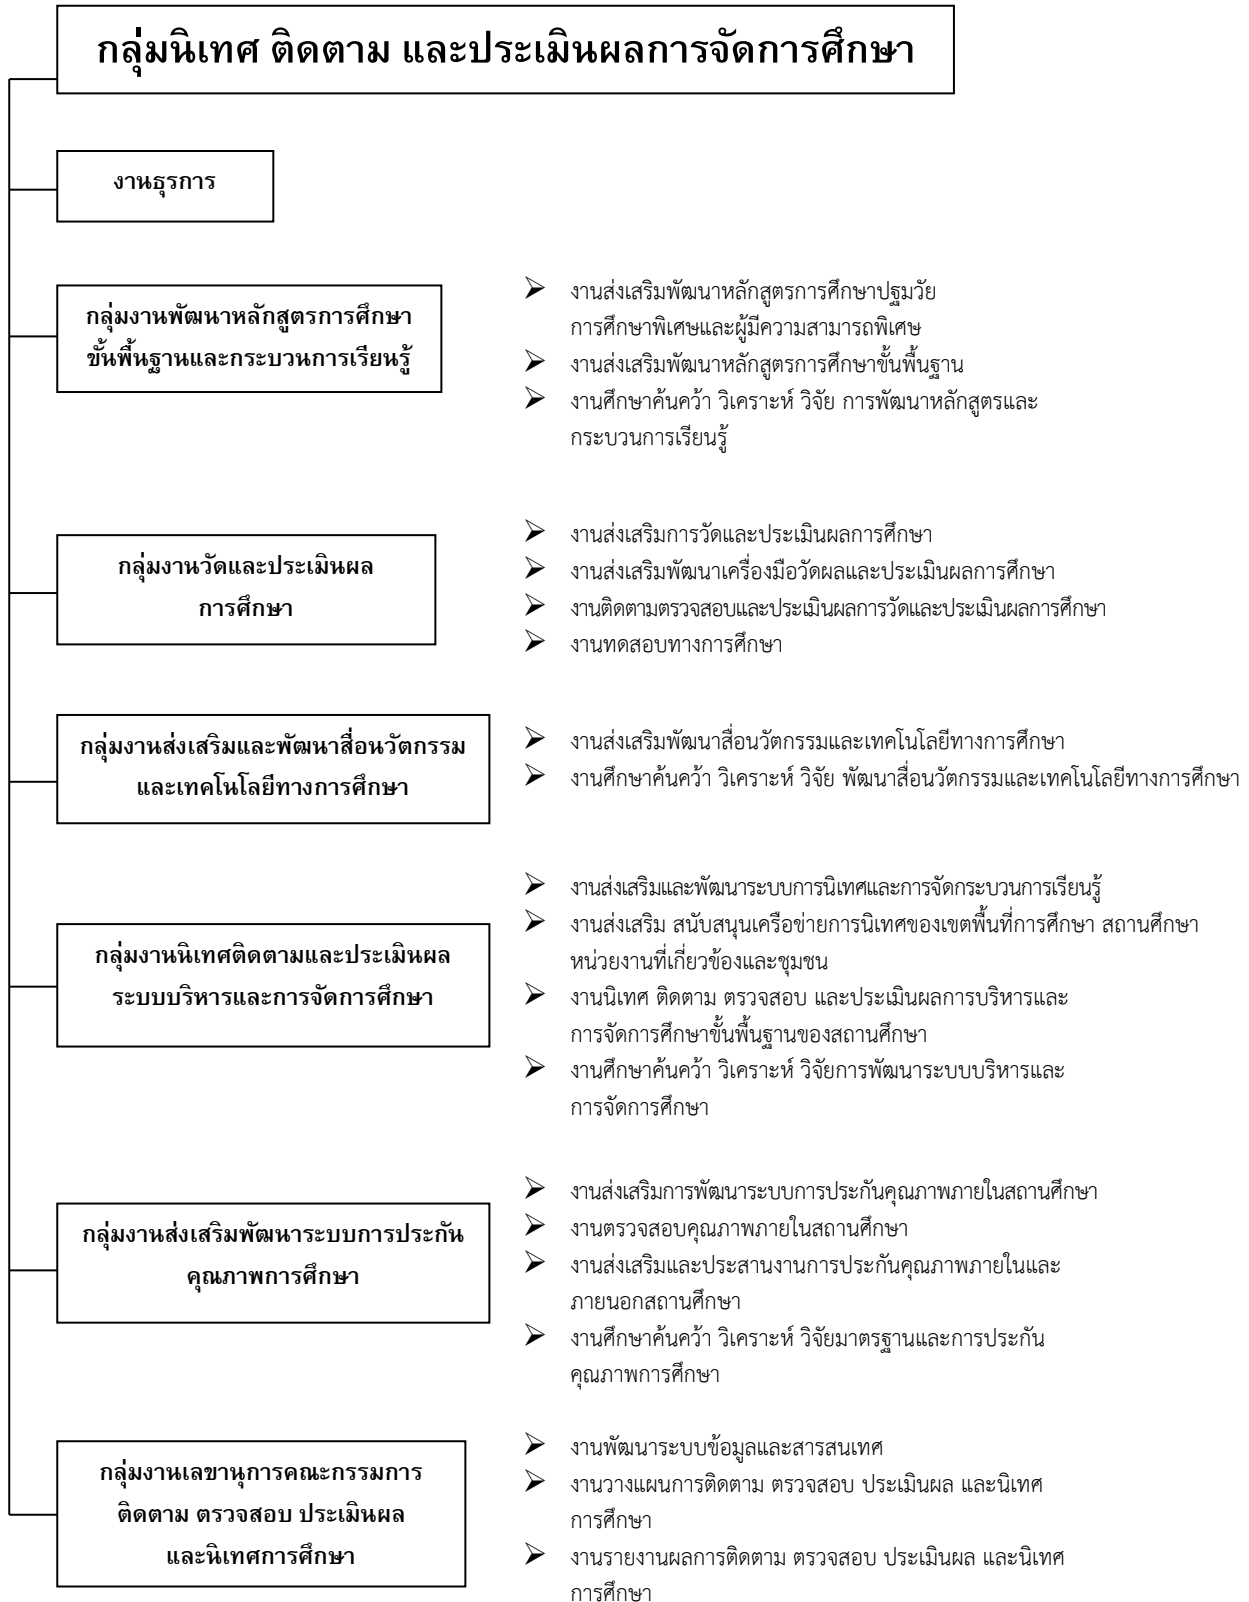 กลุ่มนิเทศ ติดตาม และประเมินผลการจัดการศึกษา
งานธุรการ
กลุ่มงานพัฒนาหลักสูตรการศึกษา
ขั้นพื้นฐานและกระบวนการเรียนรู้
งานส่งเสริมพัฒนาหลักสูตรการศึกษาปฐมวัย
การศึกษาพิเศษและผู้มีความสามารถพิเศษ
งานส่งเสริมพัฒนาหลักสูตรการศึกษาขั้นพื้นฐาน
งานศึกษาค้นคว้า วิเคราะห์ วิจัย การพัฒนาหลักสูตรและ
กระบวนการเรียนรู้
กลุ่มงานวัดและประเมินผล
การศึกษา
งานส่งเสริมการวัดและประเมินผลการศึกษา
งานส่งเสริมพัฒนาเครื่องมือวัดผลและประเมินผลการศึกษา
งานติดตามตรวจสอบและประเมินผลการวัดและประเมินผลการศึกษา
งานทดสอบทางการศึกษา
กลุ่มงานส่งเสริมและพัฒนาสื่อนวัตกรรม
และเทคโนโลยีทางการศึกษา
งานส่งเสริมพัฒนาสื่อนวัตกรรมและเทคโนโลยีทางการศึกษา
งานศึกษาค้นคว้า วิเคราะห์ วิจัย พัฒนาสื่อนวัตกรรมและเทคโนโลยีทางการศึกษา
กลุ่มงานนิเทศติดตามและประเมินผล
ระบบบริหารและการจัดการศึกษา
งานส่งเสริมและพัฒนาระบบการนิเทศและการจัดกระบวนการเรียนรู้
งานส่งเสริม สนับสนุนเครือข่ายการนิเทศของเขตพื้นที่การศึกษา สถานศึกษา
หน่วยงานที่เกี่ยวข้องและชุมชน
งานนิเทศ ติดตาม ตรวจสอบ และประเมินผลการบริหารและ
การจัดการศึกษาขั้นพื้นฐานของสถานศึกษา
งานศึกษาค้นคว้า วิเคราะห์ วิจัยการพัฒนาระบบบริหารและ
การจัดการศึกษา
กลุ่มงานส่งเสริมพัฒนาระบบการประกัน
คุณภาพการศึกษา
งานส่งเสริมการพัฒนาระบบการประกันคุณภาพภายในสถานศึกษา
งานตรวจสอบคุณภาพภายในสถานศึกษา
งานส่งเสริมและประสานงานการประกันคุณภาพภายในและ
ภายนอกสถานศึกษา
งานศึกษาค้นคว้า วิเคราะห์ วิจัยมาตรฐานและการประกัน
คุณภาพการศึกษา
กลุ่มงานเลขานุการคณะกรรมการ
ติดตาม ตรวจสอบ ประเมินผล
และนิเทศการศึกษา
งานพัฒนาระบบข้อมูลและสารสนเทศ
งานวางแผนการติดตาม ตรวจสอบ ประเมินผล และนิเทศ
การศึกษา
งานรายงานผลการติดตาม ตรวจสอบ ประเมินผล และนิเทศ
การศึกษา